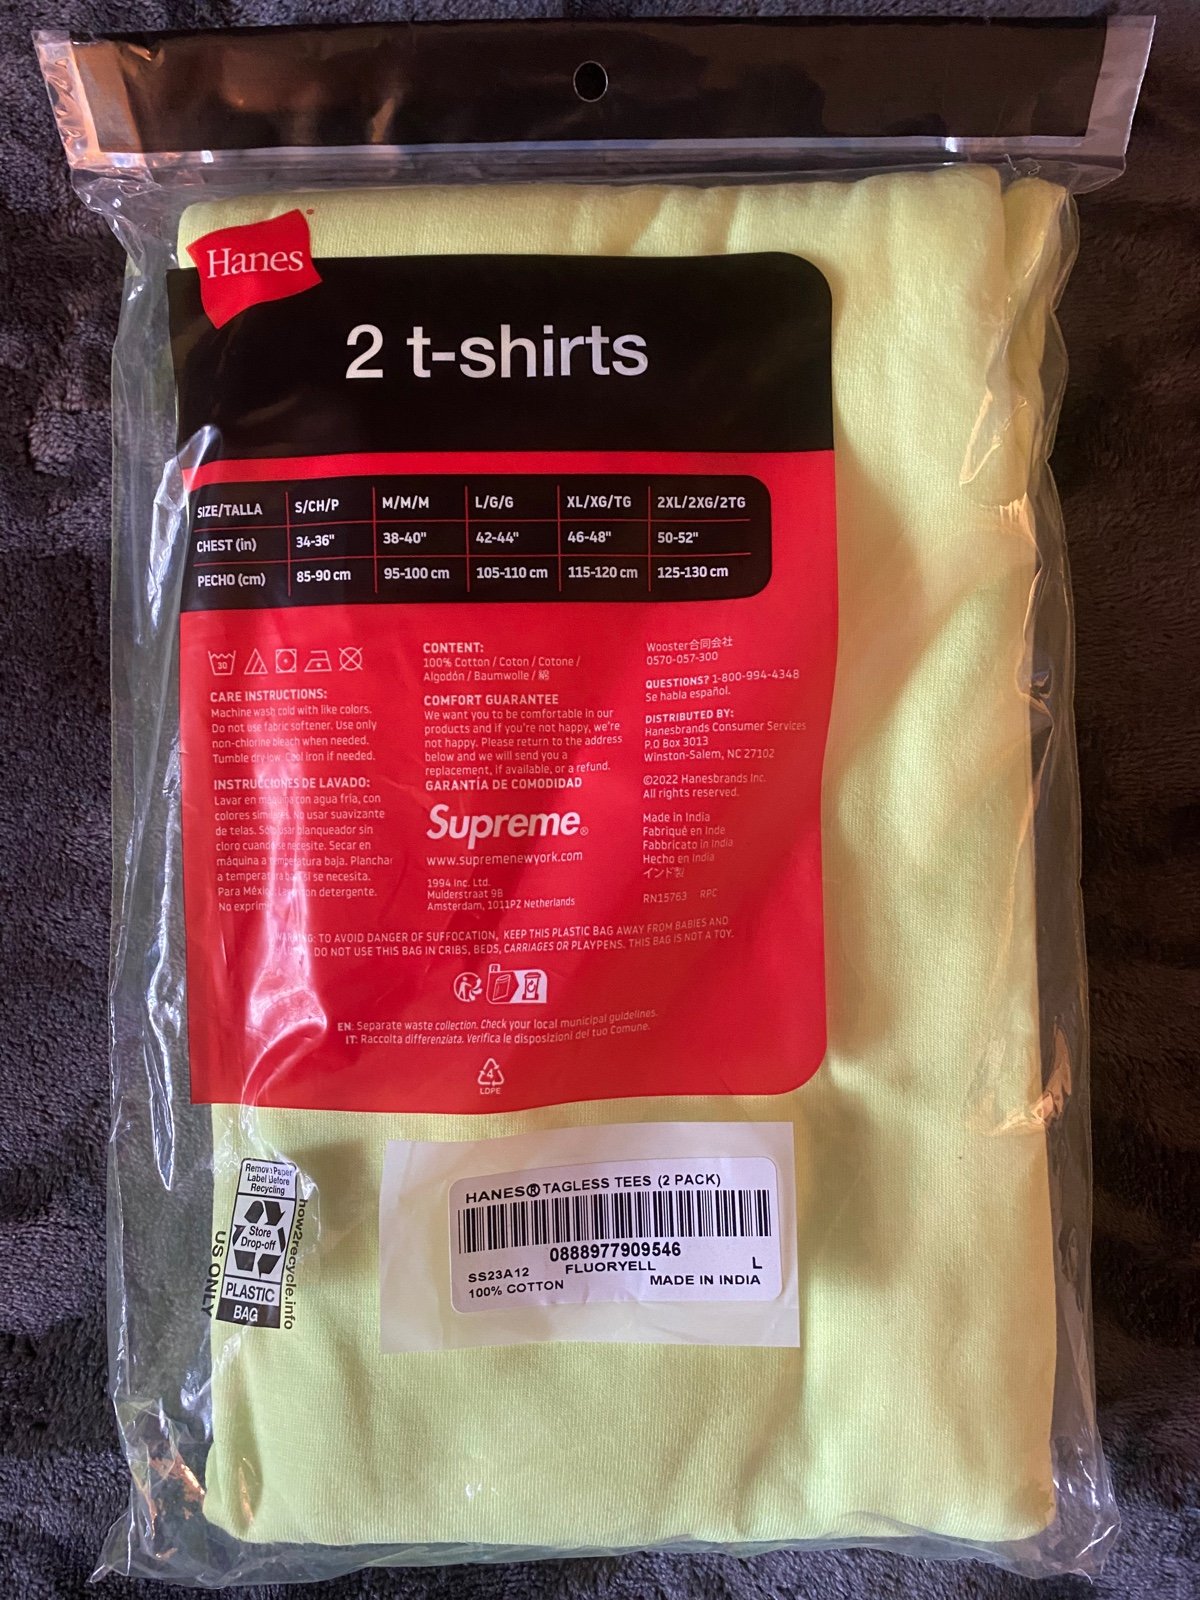 Hanes®
2 t-shirts
SIZE/TALLA S/CH/P M/M/M L/G/G XL/XG/TG 2XL/2XG/2TG
CHEST (in) 34-36" 38-40" 42-44" 46-48" 50-52"
PECHO (cm) 85-90 cm 95-100 cm 105-110 cm 115-120 cm 125-130 cm
30
CARE INSTRUCTIONS:
Machine wash cold with like colors.
Do not use fabric softener. Use only
non-chlorine bleach when needed.
Tumble dry low. Cool Iron if needed.
INSTRUCCIONES DE LAVADO:
Lavar en máquina con agua fría, con
colores similares. No usar suavizante
de telas. Sólo usar blanqueador sin
cloro cuando se necesite. Secar en
máquina a temperatura baja. Planchar
a temperatura baja si se necesita.
Para México: Lavar con detergente.
No exprimir
CONTENT:
100% Cotton / Coton / Cotone /
Algodón / Baumwolle / 綿
COMFORT GUARANTEE
We want you to be comfortable in our
products and if you're not happy, we're
not happy. Please return to the address
below and we will send you a
replacement, if available, or a refund.
GARANTÍA DE COMODIDAD
Supreme®
www.supremenewyork.com
1994 Inc. Ltd.
Muiderstraat 9B
Amsterdam, 1011PZ Netherlands
Wooster合同会社
0570-057-300
QUESTIONS? 1-800-994-4348
Se habla español.
DISTRIBUTED BY:
Hanesbrands Consumer Services
P.O Box 3013
Winston-Salem, NC 27102
©2022 Hanesbrands Inc.
All rights reserved.
Made in India
Fabriqué en Inde
Fabbricato in India
Hecho en India
インド製
RN15763 RPC
WARNING: TO AVOID DANGER OF SUFFOCATION, KEEP THIS PLASTIC BAG AWAY FROM BABIES AND
DO NOT USE THIS BAG IN CRIBS, BEDS, CARRIAGES OR PLAYPENS. THIS BAG IS NOT A TOY.
FR
EN: Separate waste collection. Check your local municipal guidelines.
IT: Raccolta differenziata. Verifica le disposizioni del tuo Comune.
4
LDPE
Remove Paper
Label Before
Recycling
Store
Drop-off
PLASTIC
BAG
US ONLY
how2recycle.info
HANES® TAGLESS TEES (2 PACK)
0888977909546
SS23A12 FLUORYELL L
100% COTTON MADE IN INDIA